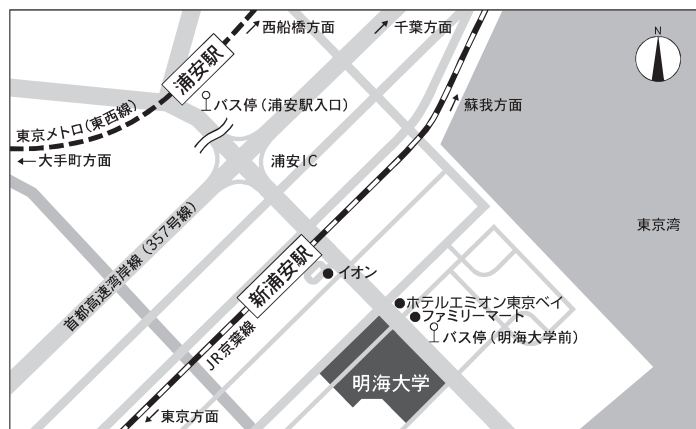 西船橋方面
千葉方面
N
浦安駅
バス停(浦安駅入口)
蘇我方面
東京メトロ(東西線)
←大手町方面
浦安IC
首都高速湾岸線(357号線)
東京湾
新浦安駅
イオン
ホテルエミオン東京ベイ
ファミリーマート
バス停(明海大学前)
JR京葉線
明海大学
東京方面